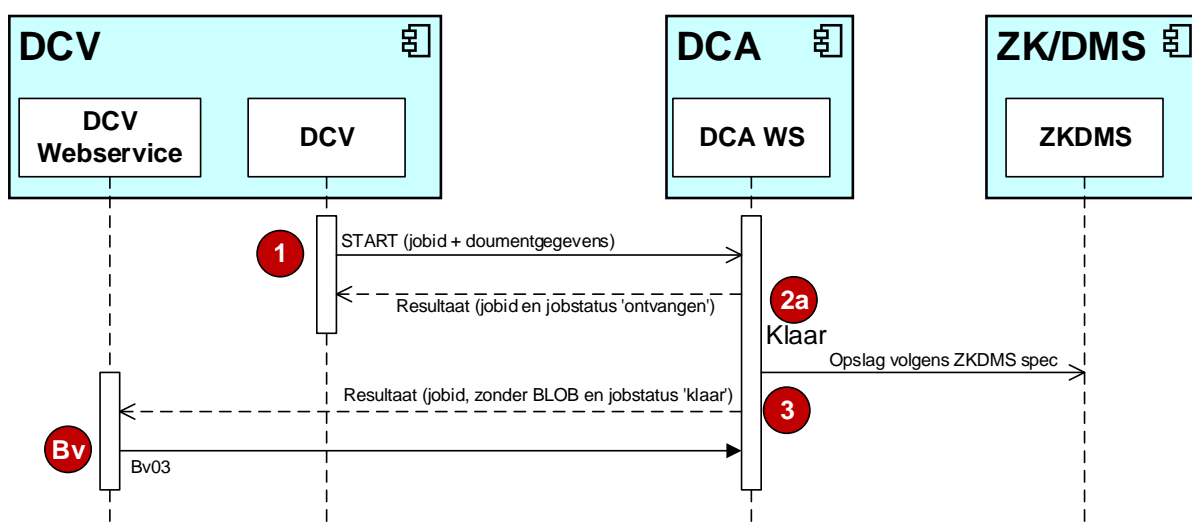 DCV
DCA
ZK/DMS
DCV
Webservice
DCV
DCA WS
ZKDMS
1
START (jobid + doumentgegevens)
Resultaat (jobid en jobstatus 'ontvangen')
2a
Klaar
Opslag volgens ZKDMS spec
Resultaat (jobid, zonder BLOB en jobstatus 'klaar')
3
Bv
Bv03